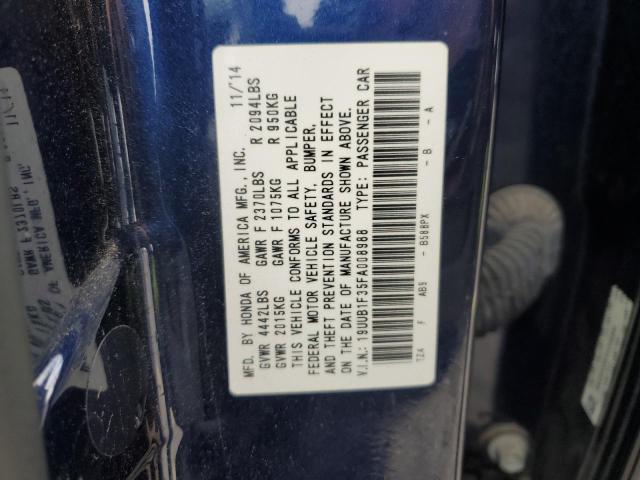 MFD. BY HONDA OF AMERICA MFG., INC. 11/'14
GVWR 4442LBS GAWR F 2370LBS R 2094LBS
GVWR 2015KG GAWR F 1075KG R 950KG
THIS VEHICLE CONFORMS TO ALL APPLICABLE
FEDERAL MOTOR VEHICLE SAFETY, BUMPER,
AND THEFT PREVENTION STANDARDS IN EFFECT
ON THE DATE OF MANUFACTURE SHOWN ABOVE.
V.I.N.: 19UUB1F35FA008988 TYPE: PASSENGER CAR
TZ4 F AB5 - B588PX - B - A